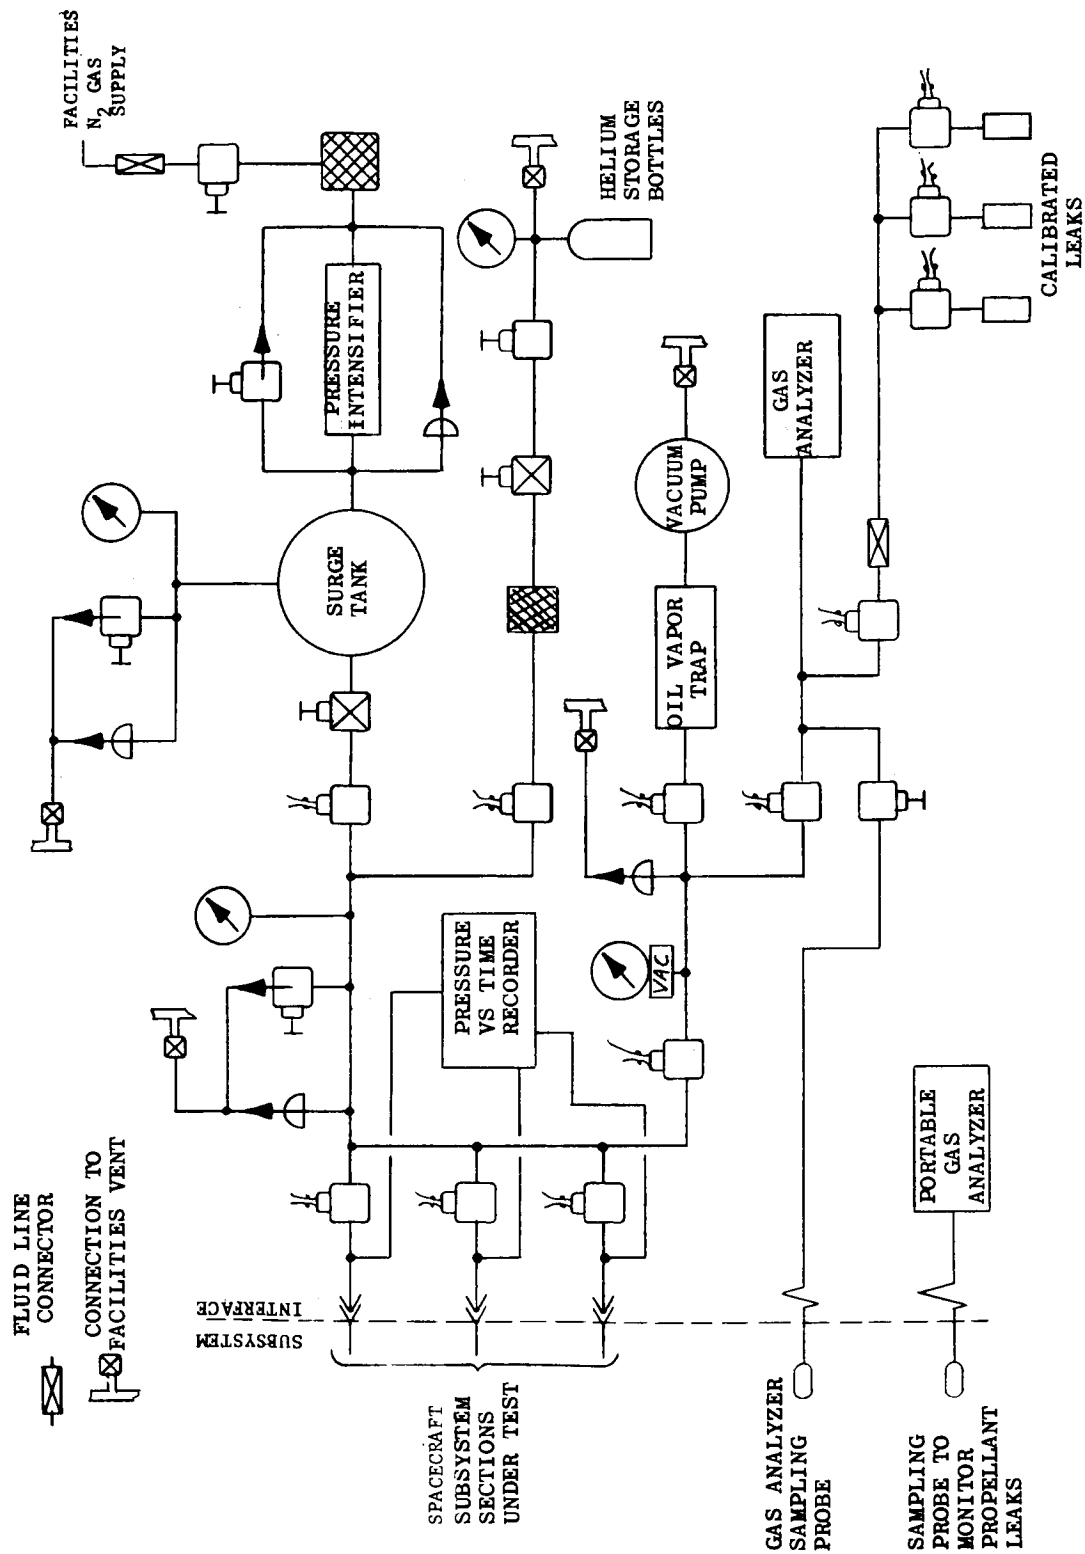 FLUID LINE
CONNECTOR
CONNECTION TO
FACILITIES VENT
FACILITIES
N2 GAS
SUPPLY
PRESSURE
INTENSIFIER
SURGE
TANK
HELIUM
STORAGE
BOTTLES
VACUUM
PUMP
OIL VAPOR
TRAP
GAS
ANALYZER
CALIBRATED
LEAKS
PRESSURE
VS TIME
RECORDER
VAC.
INTERFACE
SUBSYSTEM
SPACECRAFT
SUBSYSTEM
SECTIONS
UNDER TEST
PORTABLE
GAS
ANALYZER
GAS ANALYZER
SAMPLING
PROBE
SAMPLING
PROBE TO
MONITOR
PROPELLANT
LEAKS